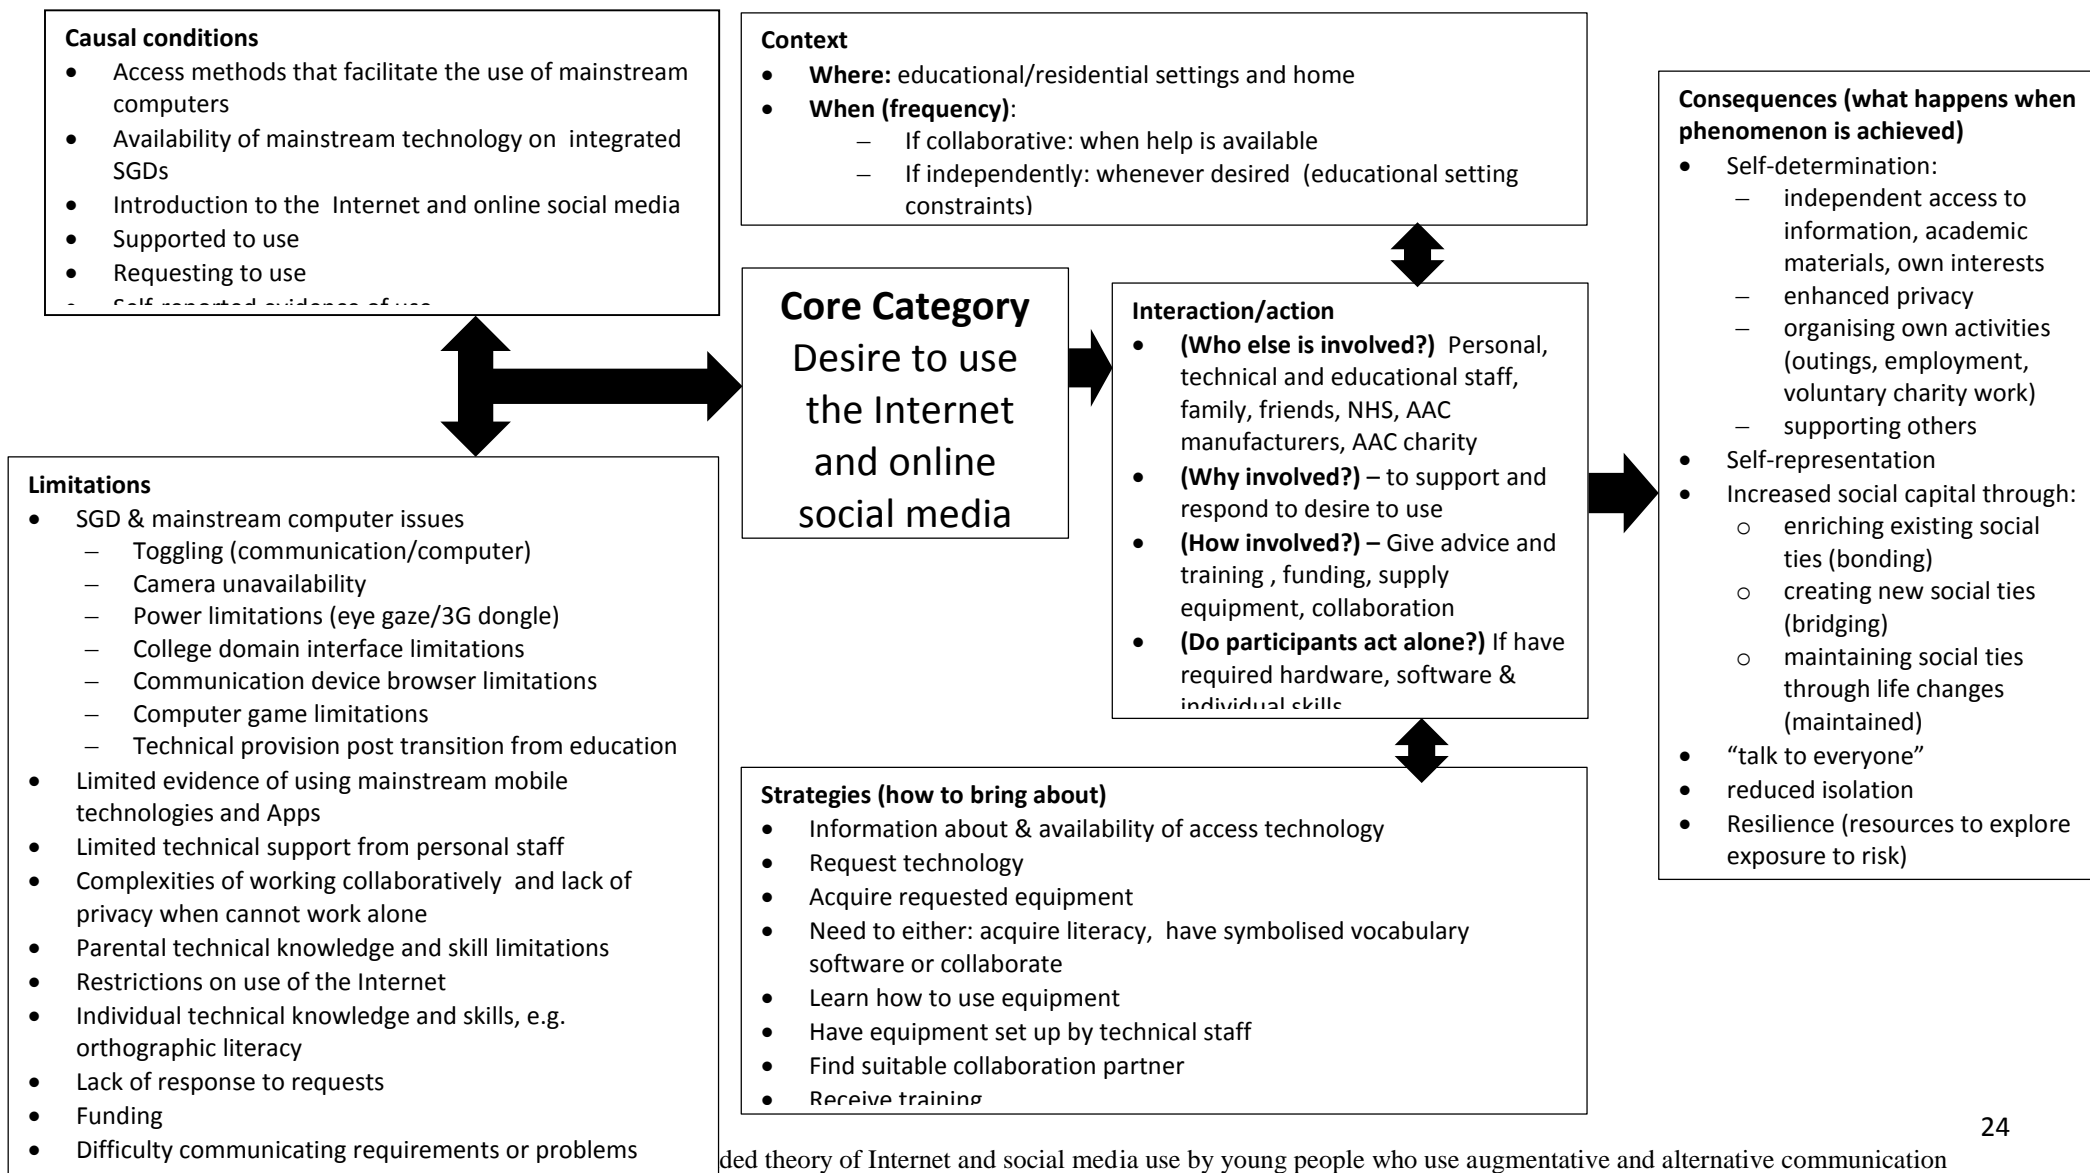 Causal conditions
• Access methods that facilitate the use of mainstream
computers
• Availability of mainstream technology on integrated
SGDs
• Introduction to the Internet and online social media
• Supported to use
• Requesting to use
• Self-reported evidence of use
Limitations
• SGD & mainstream computer issues
– Toggling (communication/computer)
– Camera unavailability
– Power limitations (eye gaze/3G dongle)
– College domain interface limitations
– Communication device browser limitations
– Computer game limitations
– Technical provision post transition from education
• Limited evidence of using mainstream mobile
technologies and Apps
• Limited technical support from personal staff
• Complexities of working collaboratively and lack of
privacy when cannot work alone
• Parental technical knowledge and skill limitations
• Restrictions on use of the Internet
• Individual technical knowledge and skills, e.g.
orthographic literacy
• Lack of response to requests
• Funding
• Difficulty communicating requirements or problems
Core Category
Desire to use
the Internet
and online
social media
Context
• Where: educational/residential settings and home
• When (frequency):
– If collaborative: when help is available
– If independently: whenever desired (educational setting
constraints)
Interaction/action
• (Who else is involved?) Personal,
technical and educational staff,
family, friends, NHS, AAC
manufacturers, AAC charity
• (Why involved?) – to support and
respond to desire to use
• (How involved?) – Give advice and
training , funding, supply
equipment, collaboration
• (Do participants act alone?) If have
required hardware, software &
individual skills
Strategies (how to bring about)
• Information about & availability of access technology
• Request technology
• Acquire requested equipment
• Need to either: acquire literacy, have symbolised vocabulary
software or collaborate
• Learn how to use equipment
• Have equipment set up by technical staff
• Find suitable collaboration partner
• Receive training
Consequences (what happens when
phenomenon is achieved)
• Self-determination:
– independent access to
information, academic
materials, own interests
– enhanced privacy
– organising own activities
(outings, employment,
voluntary charity work)
– supporting others
• Self-representation
• Increased social capital through:
o enriching existing social
ties (bonding)
o creating new social ties
(bridging)
o maintaining social ties
through life changes
(maintained)
• “talk to everyone”
• reduced isolation
• Resilience (resources to explore
exposure to risk)
24
ded theory of Internet and social media use by young people who use augmentative and alternative communication